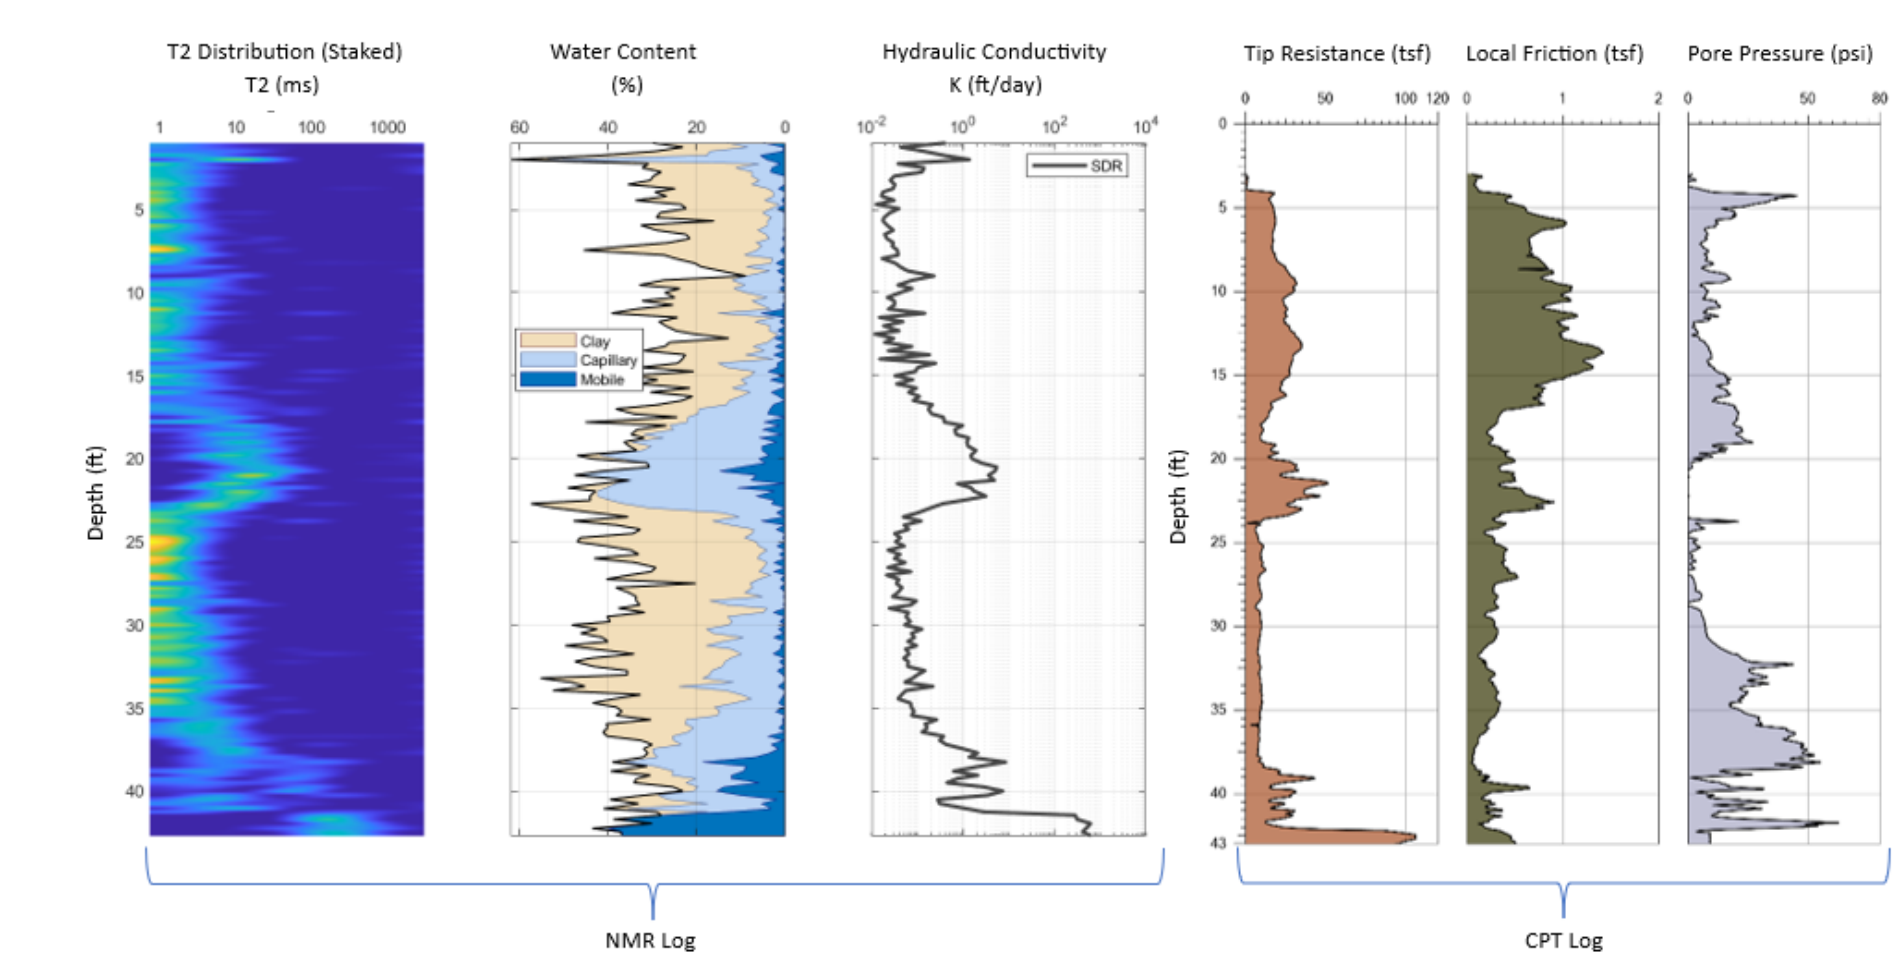 T2 Distribution (Staked)
T2 (ms)
1 10 100 1000
Water Content
(%)
60 40 20 0
Hydraulic Conductivity
K (ft/day)
10-2 100 102 104
Tip Resistance (tsf)
0 50 100 120
Local Friction (tsf)
0 1 2
Pore Pressure (psi)
0 50 80
Depth (ft)
5
10
15
20
25
30
35
40
Clay
Capillary
Mobile
SDR
Depth (ft)
0
5
10
15
20
25
30
35
40
43
NMR Log
CPT Log